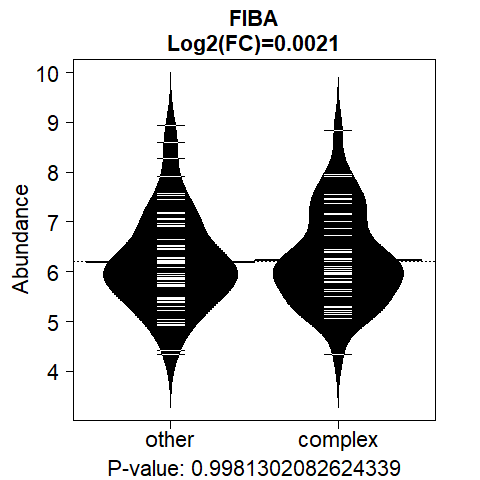 FIBA
Log2(FC)=0.0021
10
9
8
7
6
5
4
Abundance
other complex
P-value: 0.9981302082624339